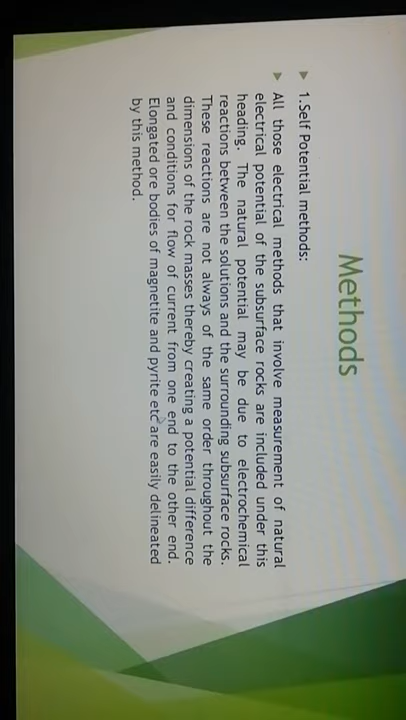 Methods
1.Self Potential methods:
All those electrical methods that involve measurement of natural
electrical potential of the subsurface rocks are included under this
heading. The natural potential may be due to electrochemical
reactions between the solutions and the surrounding subsurface rocks.
These reactions are not always of the same order throughout the
dimensions of the rock masses thereby creating a potential difference
and conditions for flow of current from one end to the other end.
Elongated ore bodies of magnetite and pyrite etc are easily delineated
by this method.